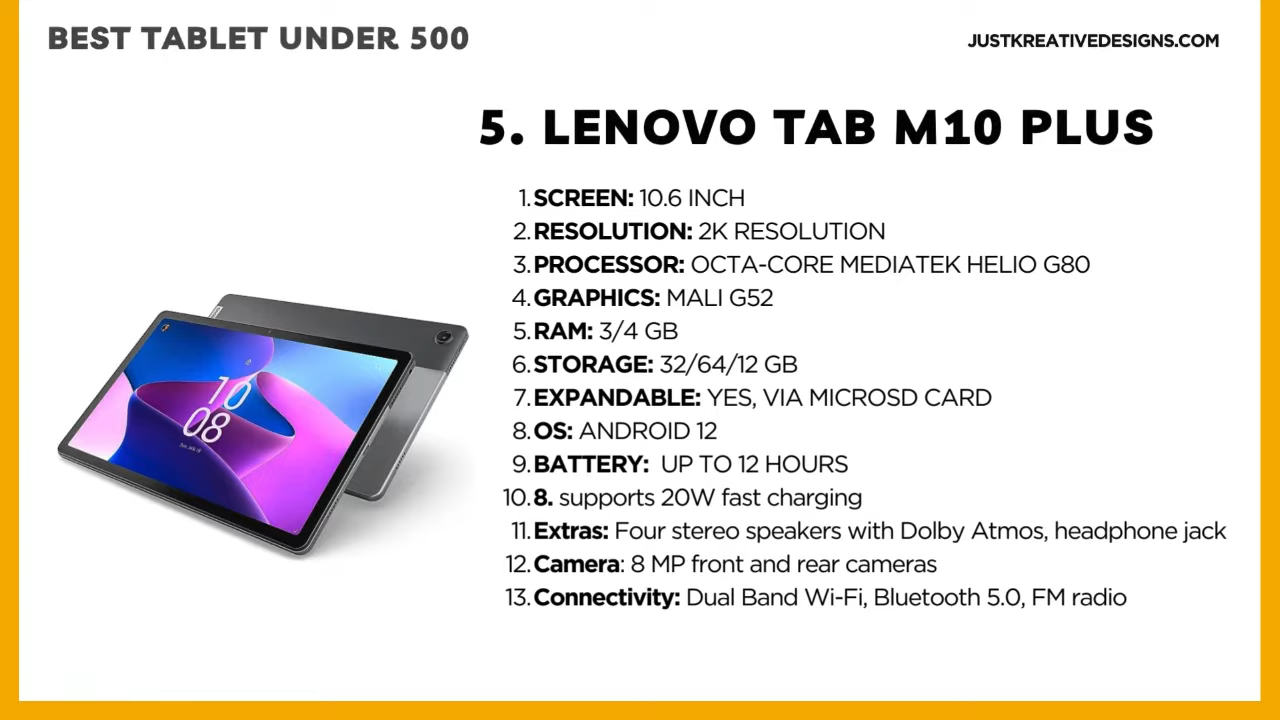 BEST TABLET UNDER 500
JUSTKREATIVEDESIGNS.COM
5. LENOVO TAB M10 PLUS
1. SCREEN: 10.6 INCH
2. RESOLUTION: 2K RESOLUTION
3. PROCESSOR: OCTA-CORE MEDIATEK HELIO G80
4. GRAPHICS: MALI G52
5. RAM: 3/4 GB
6. STORAGE: 32/64/12 GB
7. EXPANDABLE: YES, VIA MICROSD CARD
8. OS: ANDROID 12
9. BATTERY: UP TO 12 HOURS
10. 8. supports 20W fast charging
11. Extras: Four stereo speakers with Dolby Atmos, headphone jack
12. Camera: 8 MP front and rear cameras
13. Connectivity: Dual Band Wi-Fi, Bluetooth 5.0, FM radio
10
08